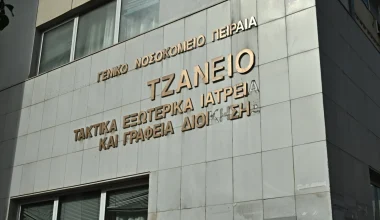 ΓΕΝΙΚΟ ΝΟΣΟΚΟΜΕΙΟ ΠΕΙΡΑΙΑ
ΤΖΑΝΕΙΟ
ΤΑΚΤΙΚΑ ΕΞΩΤΕΡΙΚΑ ΙΑΤΡΕΙΑ
ΚΑΙ ΓΡΑΦΕΙΑ ΔΙΟΙΚΗΣΗΣ